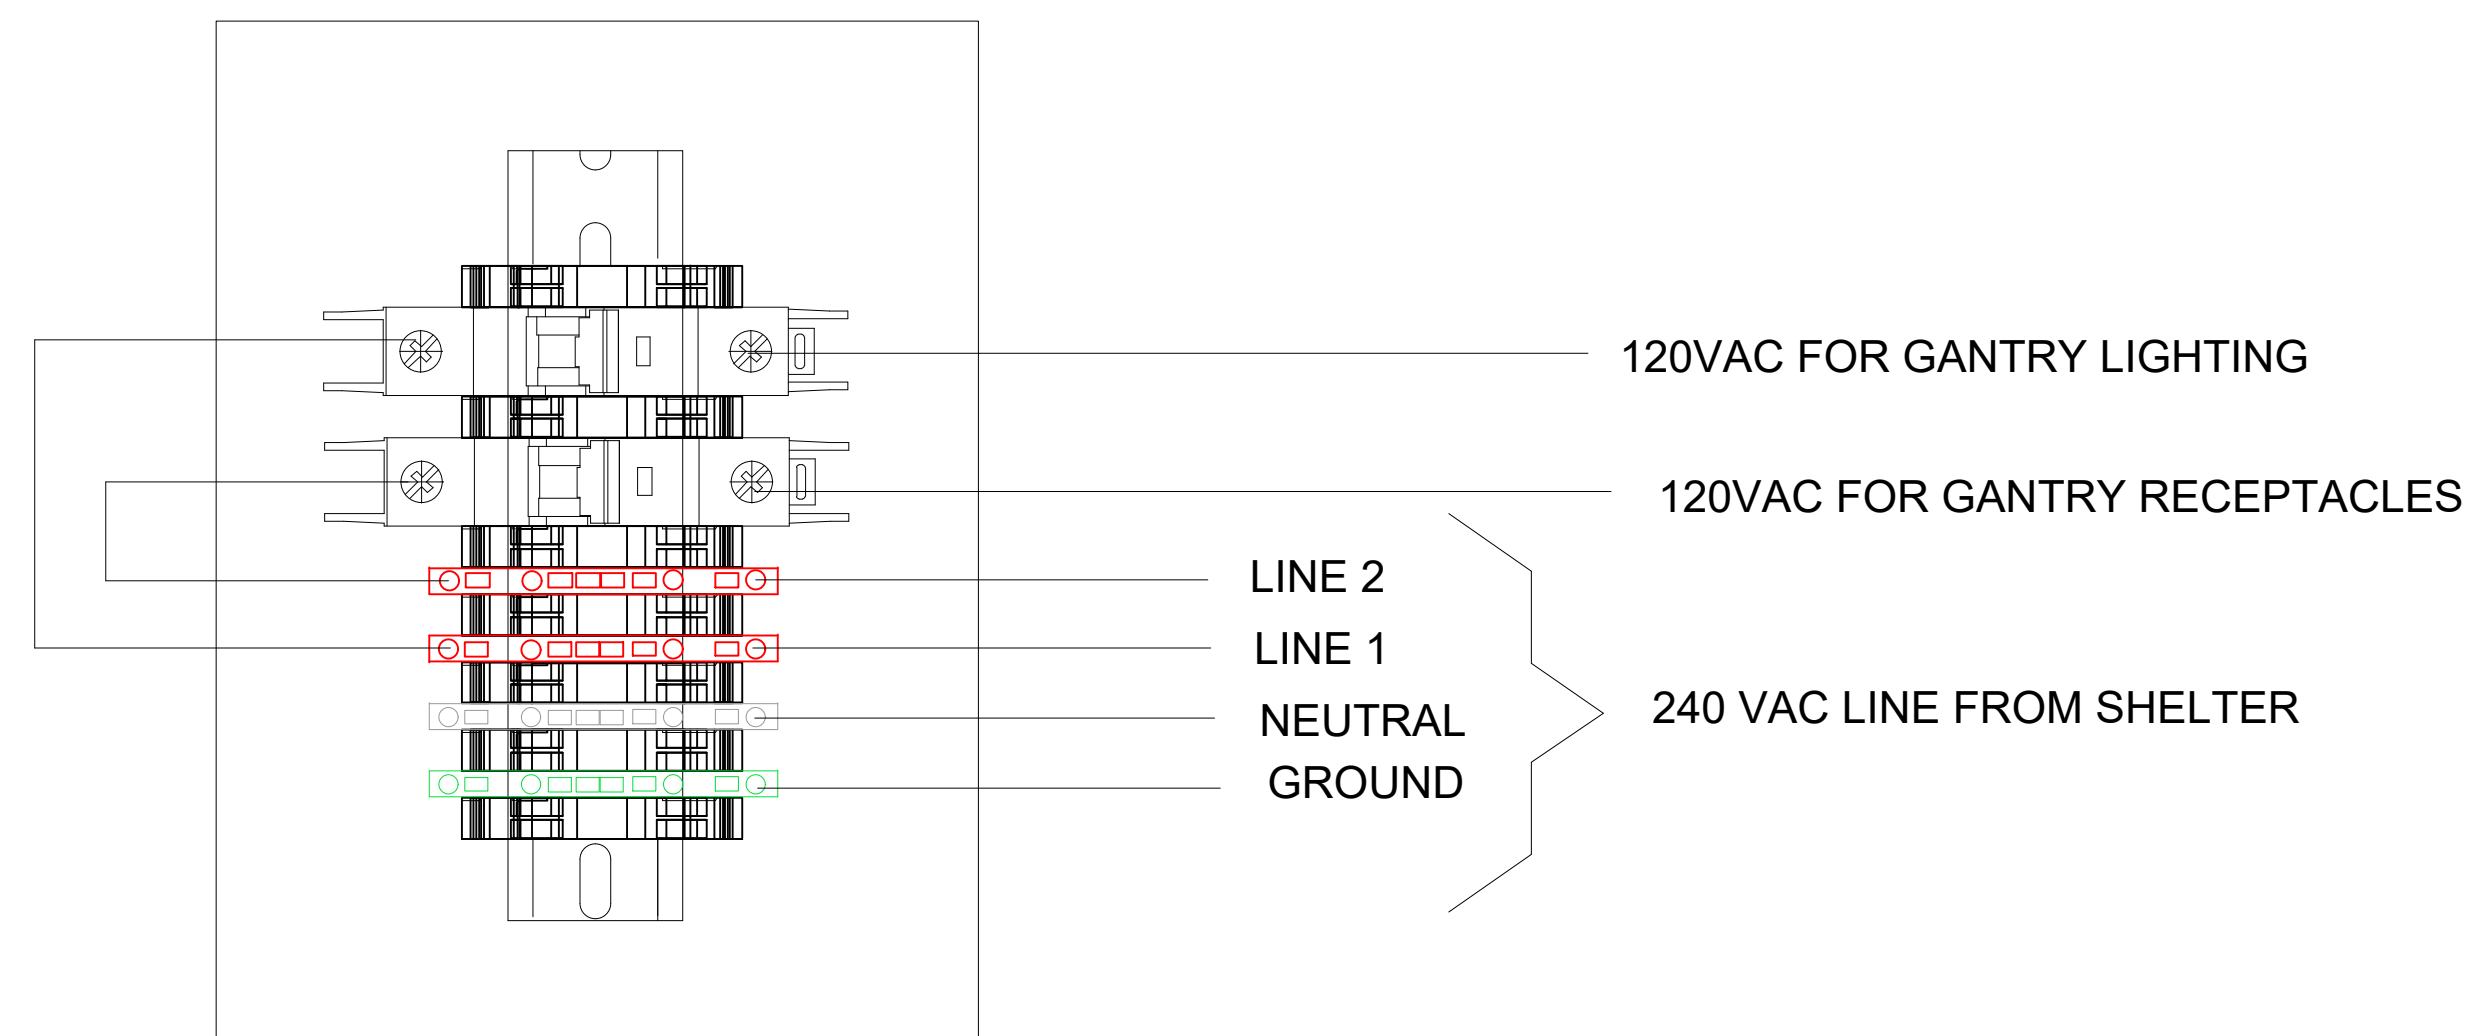 120VAC FOR GANTRY LIGHTING
120VAC FOR GANTRY RECEPTACLES
LINE 2
LINE 1
NEUTRAL
240 VAC LINE FROM SHELTER
GROUND